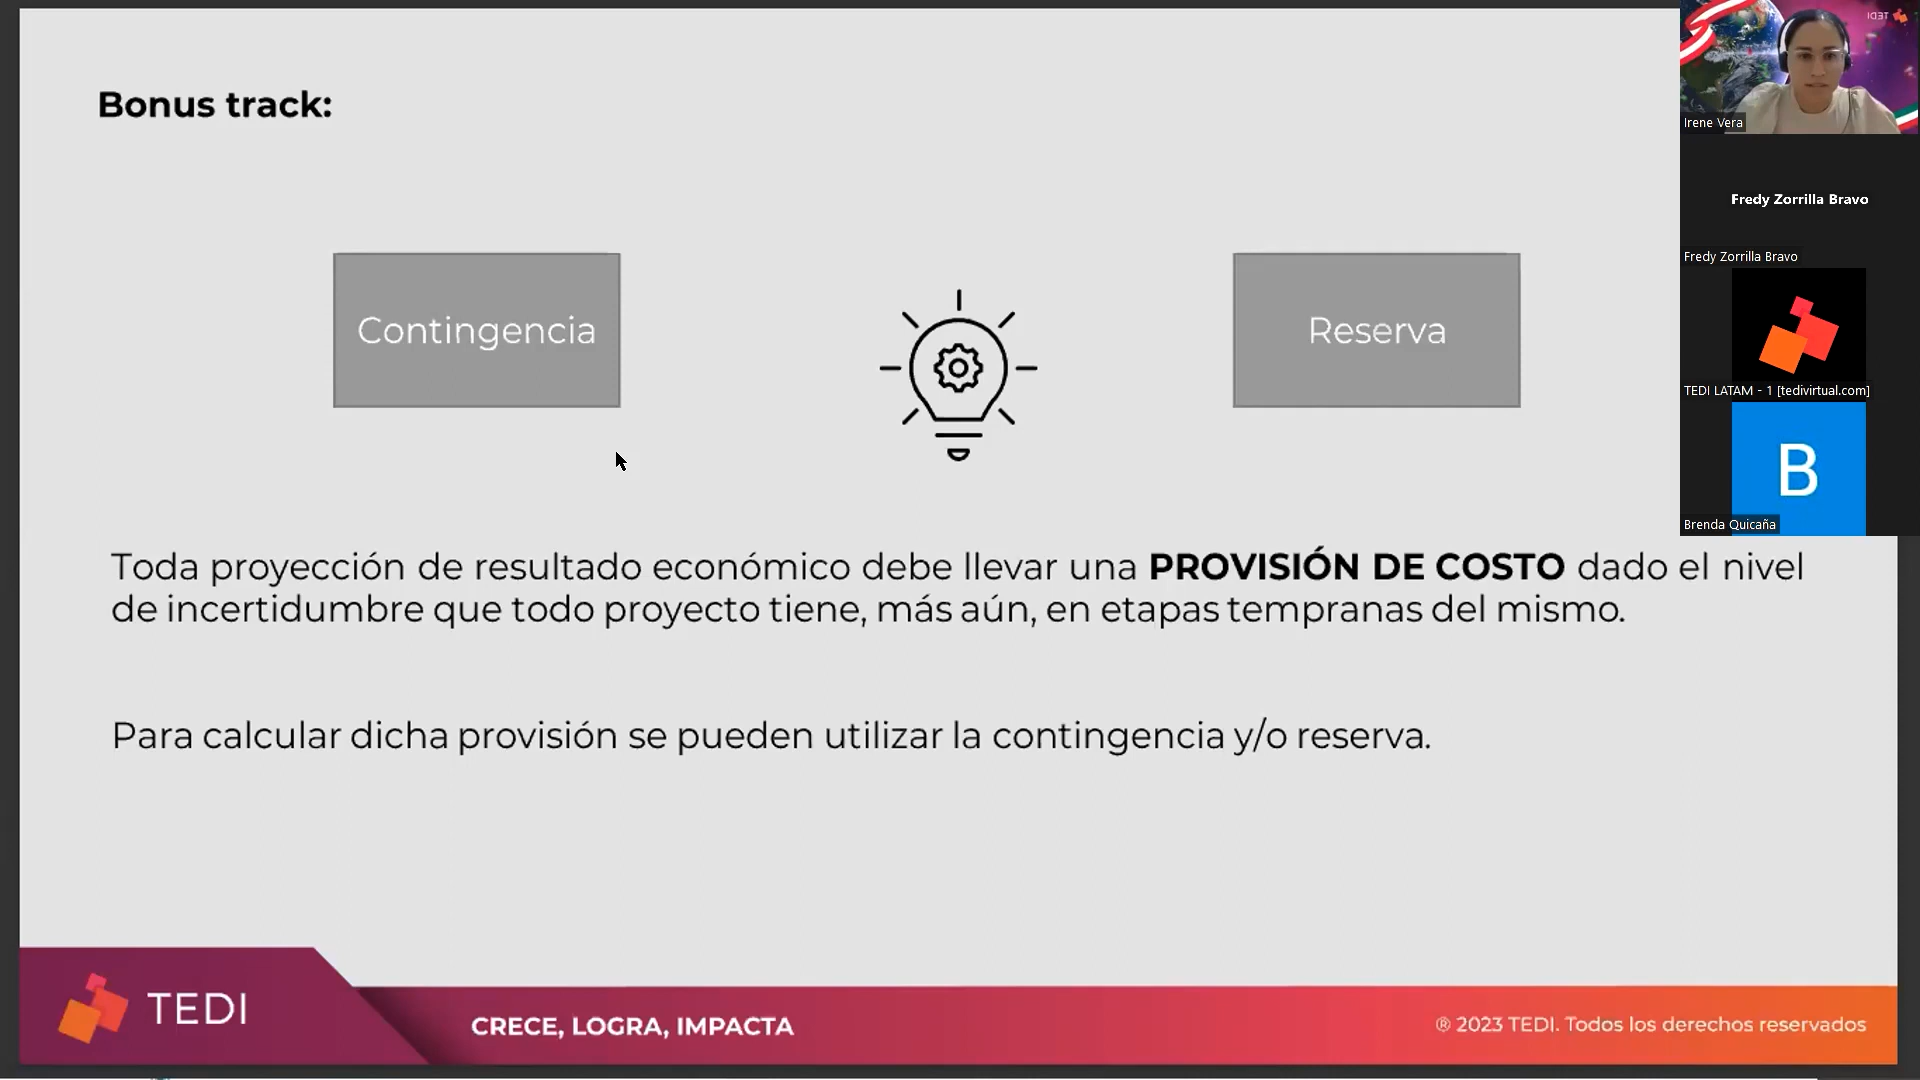 Bonus track:
Contingencia
Reserva
Toda proyección de resultado económico debe llevar una PROVISIÓN DE COSTO dado el nivel
de incertidumbre que todo proyecto tiene, más aún, en etapas tempranas del mismo.
Para calcular dicha provisión se pueden utilizar la contingencia y/o reserva.
TEDI
CRECE, LOGRA, IMPACTA
® 2023 TEDI. Todos los derechos reservados
TEDI
Irene Vera
Fredy Zorrilla Bravo
Fredy Zorrilla Bravo
TEDI LATAM - 1 [tedivirtual.com]
B
Brenda Quicaña